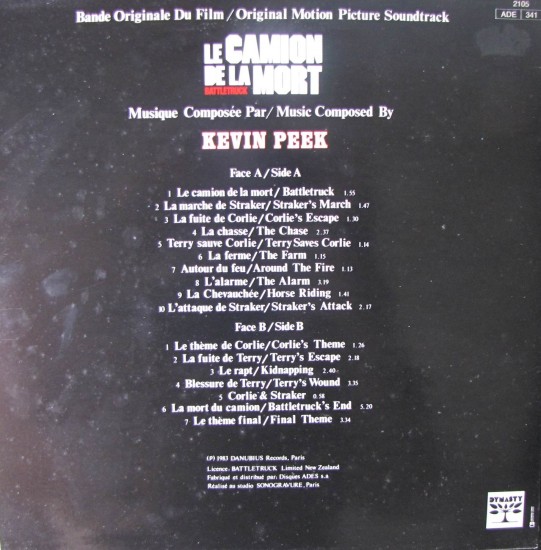 2105
ADE 341
Bande Originale Du Film/Original Motion Picture Soundtrack
LE CAMION
DE LA MORT
BATTLETRUCK
Musique Composée Par/Music Composed By
KEVIN PEEK
Face A/Side A
1 Le camion de la mort/Battletruck 1.55
2 La marche de Straker/Straker's March 1.47
3 La fuite de Corlie/Corlie's Escape 1.30
4 La chasse/The Chase 2.37
5 Terry sauve Corlie/Terry Saves Corlie 1.14
6 La ferme/The Farm 1.15
7 Autour du feu/Around The Fire 1.13
8 L'alarme/The Alarm 3.19
9 La Chevauchée/Horse Riding 1.41
10 L'attaque de Straker/Straker's Attack 2.17
Face B/Side B
1 Le thème de Corlie/Corlie's Theme 1.26
2 La fuite de Terry/Terry's Escape 2.18
3 Le rapt/Kidnapping 2.40
4 Blessure de Terry/Terry's Wound 3.35
5 Corlie & Straker 0.58
6 La mort du camion/Battletruck's End 5.20
7 Le thème final/Final Theme 3.34
(P) 1983 DANUBIUS Records, Paris
Licence: BATTLETRUCK Limited New Zealand
Fabriqué et distribué par: Disques ADES s.a
Réalisé au studio SONOGRAVURE, Paris
DYNASTY